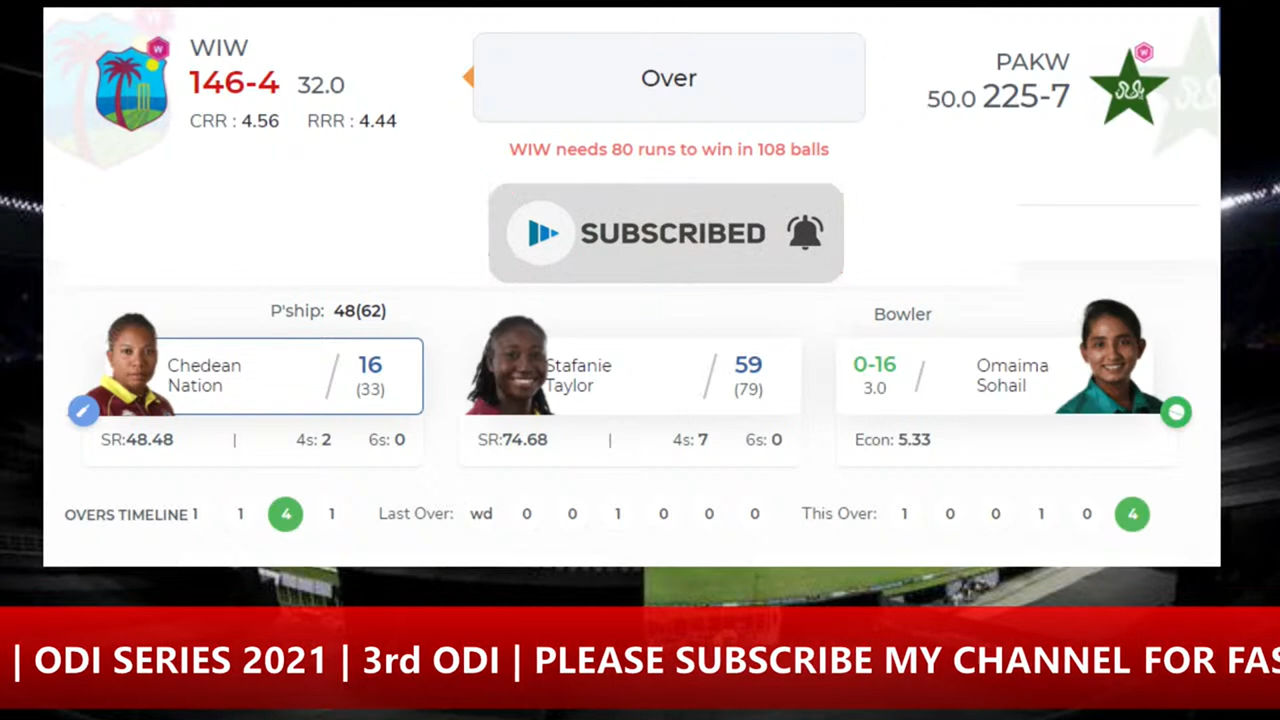 WIW
146-4 32.0
CRR : 4.56 RRR : 4.44
Over
PAKW
50.0 225-7
WIW needs 80 runs to win in 108 balls
SUBSCRIBED
P'ship: 48(62)
Bowler
Chedean
Nation
16
(33)
SR:48.48 | 4s: 2 6s: 0
Stafanie
Taylor
59
(79)
SR:74.68 | 4s: 7 6s: 0
0-16
3.0
Omaima
Sohail
Econ: 5.33
OVERS TIMELINE 1 1 4 1 Last Over: wd 0 0 1 0 0 0 This Over: 1 0 0 1 0 4
| ODI SERIES 2021 | 3rd ODI | PLEASE SUBSCRIBE MY CHANNEL FOR FAS